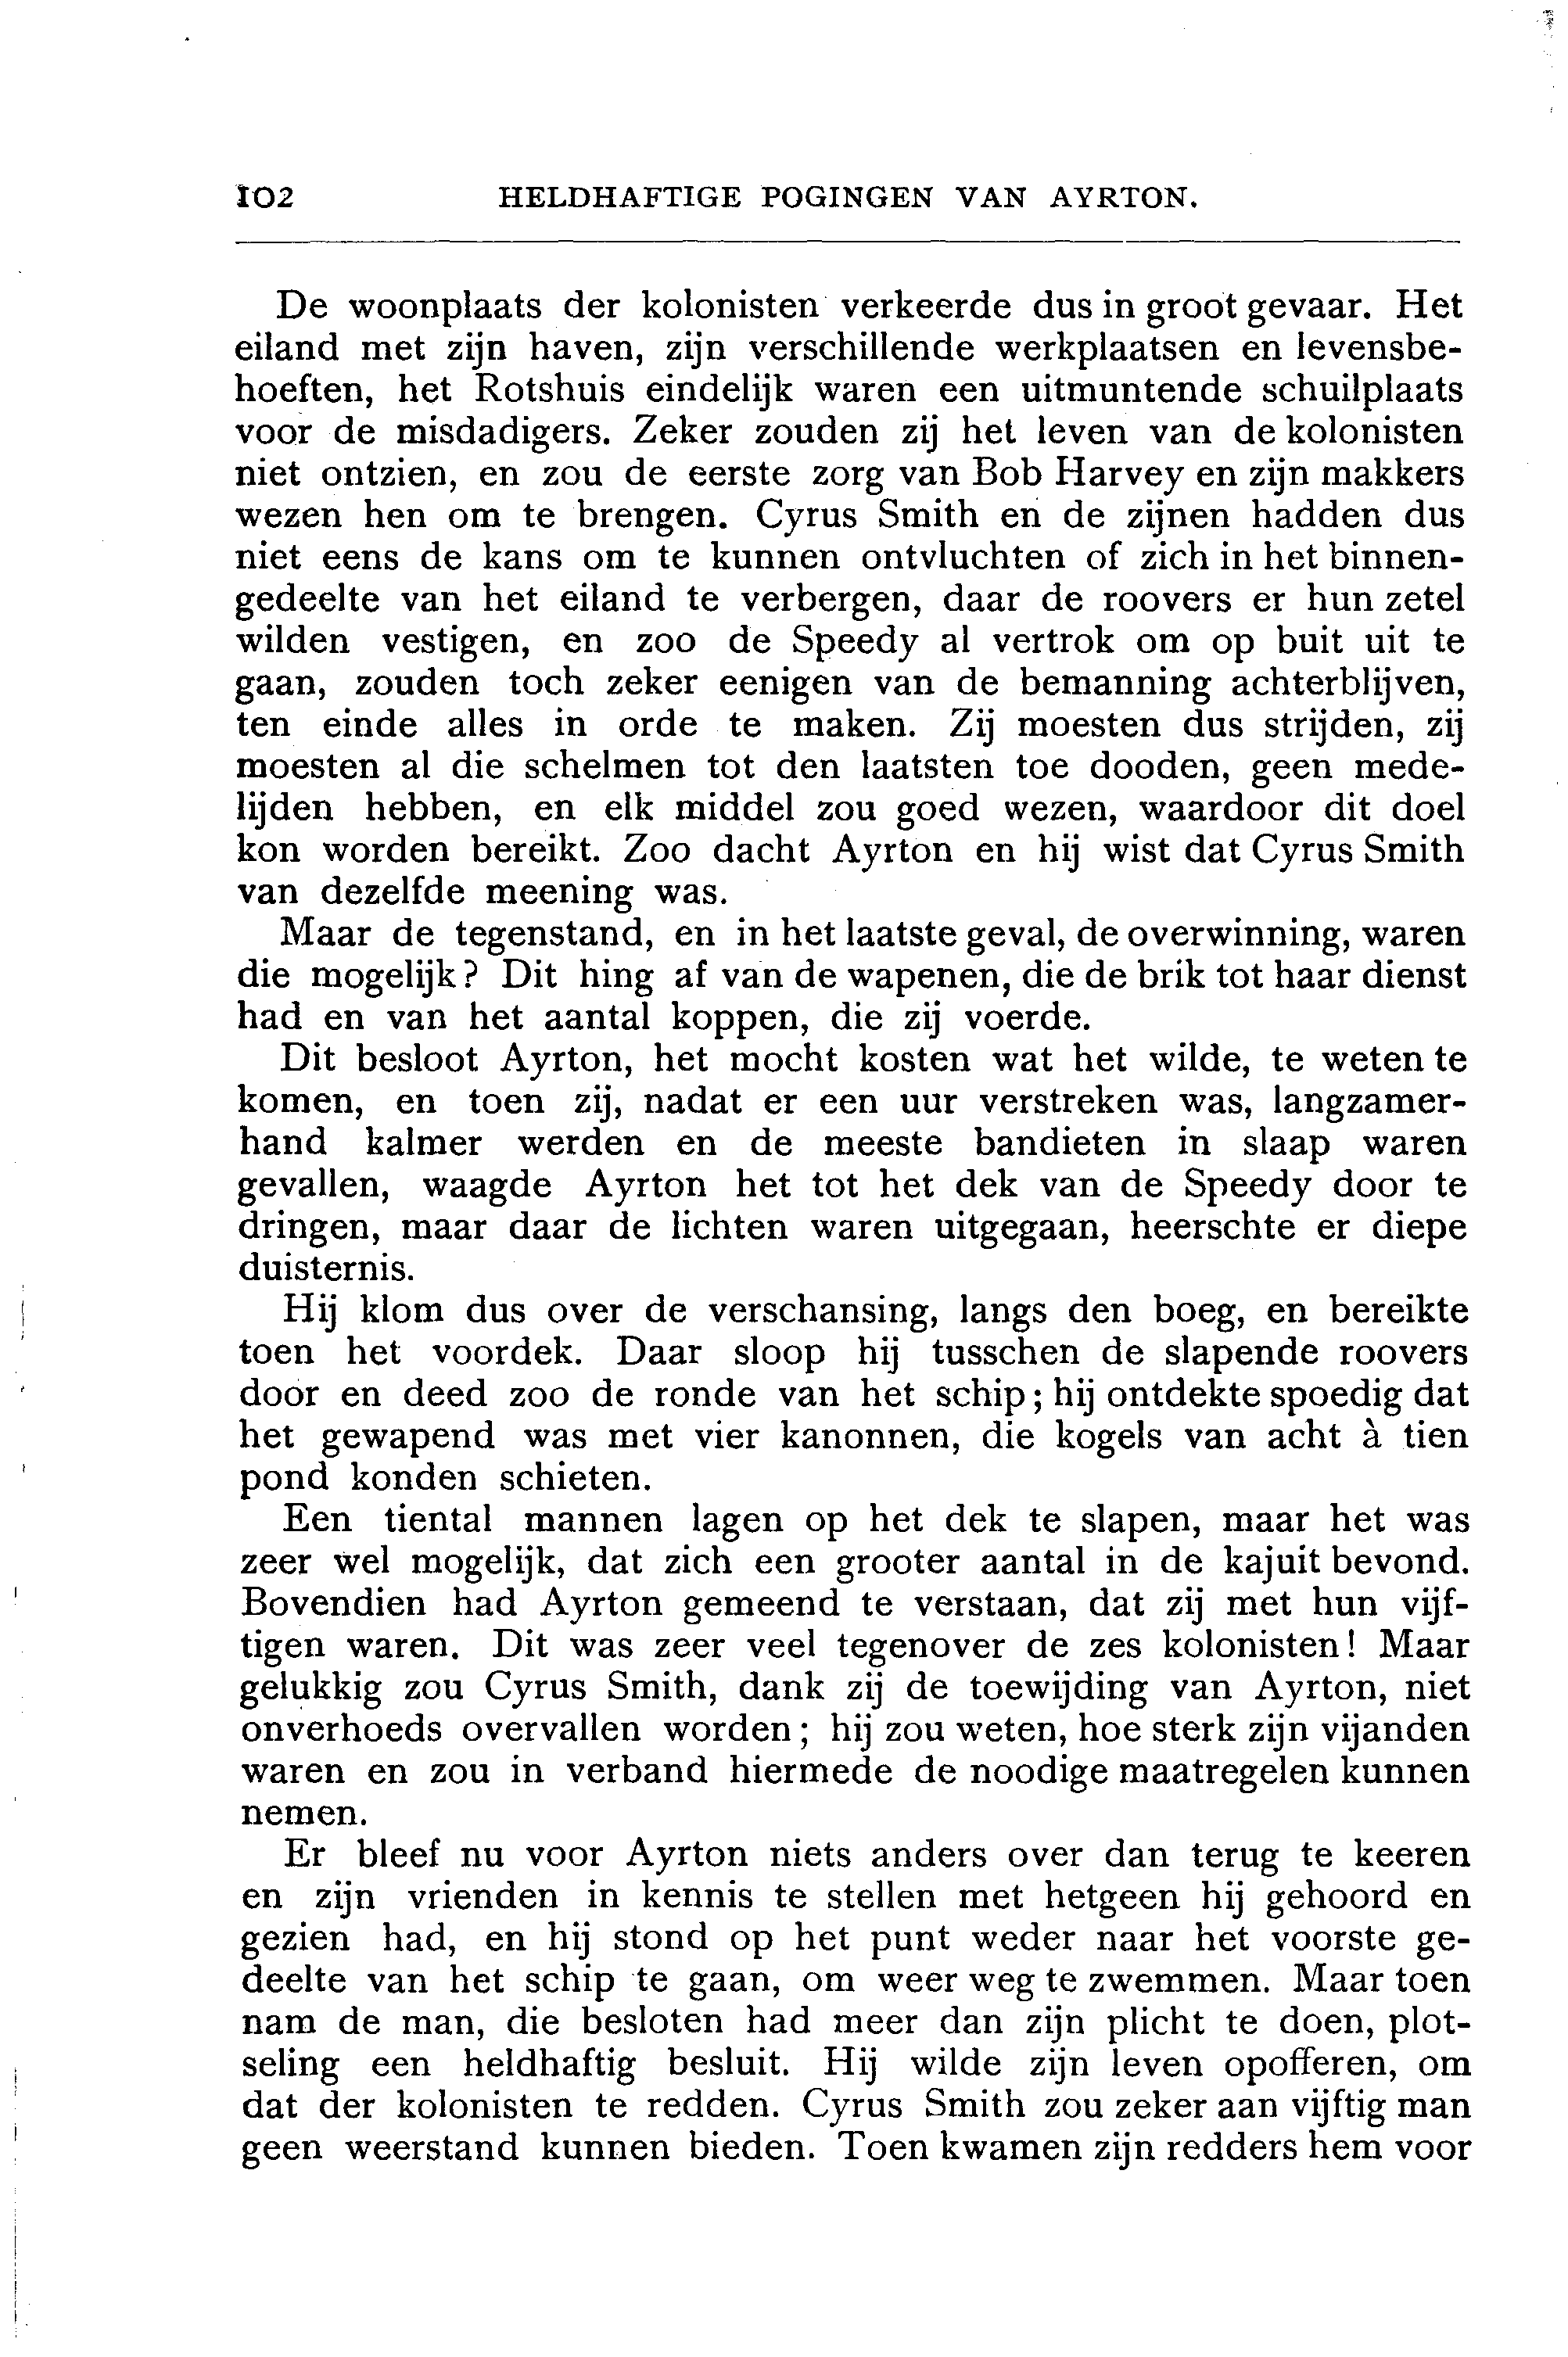 102 HELDHAFTIGE POGINGEN VAN AYRTON.
De woonplaats der kolonisten verkeerde dus in groot gevaar. Het
eiland met zijn haven, zijn verschillende werkplaatsen en levensbe-
hoeften, het Rotshuis eindelijk waren een uitmuntende schuilplaats
voor de misdadigers. Zeker zouden zij het leven van de kolonisten
niet ontzien, en zou de eerste zorg van Bob Harvey en zijn makkers
wezen hen om te brengen. Cyrus Smith en de zijnen hadden dus
niet eens de kans om te kunnen ontvluchten of zich in het binnen-
gedeelte van het eiland te verbergen, daar de roovers er hun zetel
wilden vestigen, en zoo de Speedy al vertrok om op buit uit te
gaan, zouden toch zeker eenigen van de bemanning achterblijven,
ten einde alles in orde te maken. Zij moesten dus strijden, zij
moesten al die schelmen tot den laatsten toe dooden, geen mede-
lijden hebben, en elk middel zou goed wezen, waardoor dit doel
kon worden bereikt. Zoo dacht Ayrton en hij wist dat Cyrus Smith
van dezelfde meening was.
Maar de tegenstand, en in het laatste geval, de overwinning, waren
die mogelijk? Dit hing af van de wapenen, die de brik tot haar dienst
had en van het aantal koppen, die zij voerde.
Dit besloot Ayrton, het mocht kosten wat het wilde, te weten te
komen, en toen zij, nadat er een uur verstreken was, langzamer-
hand kalmer werden en de meeste bandieten in slaap waren
gevallen, waagde Ayrton het tot het dek van de Speedy door te
dringen, maar daar de lichten waren uitgegaan, heerschte er diepe
duisternis.
Hij klom dus over de verschansing, langs den boeg, en bereikte
toen het voordek. Daar sloop hij tusschen de slapende roovers
door en deed zoo de ronde van het schip; hij ontdekte spoedig dat
het gewapend was met vier kanonnen, die kogels van acht à tien
pond konden schieten.
Een tiental mannen lagen op het dek te slapen, maar het was
zeer wel mogelijk, dat zich een grooter aantal in de kajuit bevond.
Bovendien had Ayrton gemeend te verstaan, dat zij met hun vijf-
tigen waren. Dit was zeer veel tegenover de zes kolonisten! Maar
gelukkig zou Cyrus Smith, dank zij de toewijding van Ayrton, niet
onverhoeds overvallen worden; hij zou weten, hoe sterk zijn vijanden
waren en zou in verband hiermede de noodige maatregelen kunnen
nemen.
Er bleef nu voor Ayrton niets anders over dan terug te keeren
en zijn vrienden in kennis te stellen met hetgeen hij gehoord en
gezien had, en hij stond op het punt weder naar het voorste ge-
deelte van het schip te gaan, om weer weg te zwemmen. Maar toen
nam de man, die besloten had meer dan zijn plicht te doen, plot-
seling een heldhaftig besluit. Hij wilde zijn leven opofferen, om
dat der kolonisten te redden. Cyrus Smith zou zeker aan vijftig man
geen weerstand kunnen bieden. Toen kwamen zijn redders hem voor